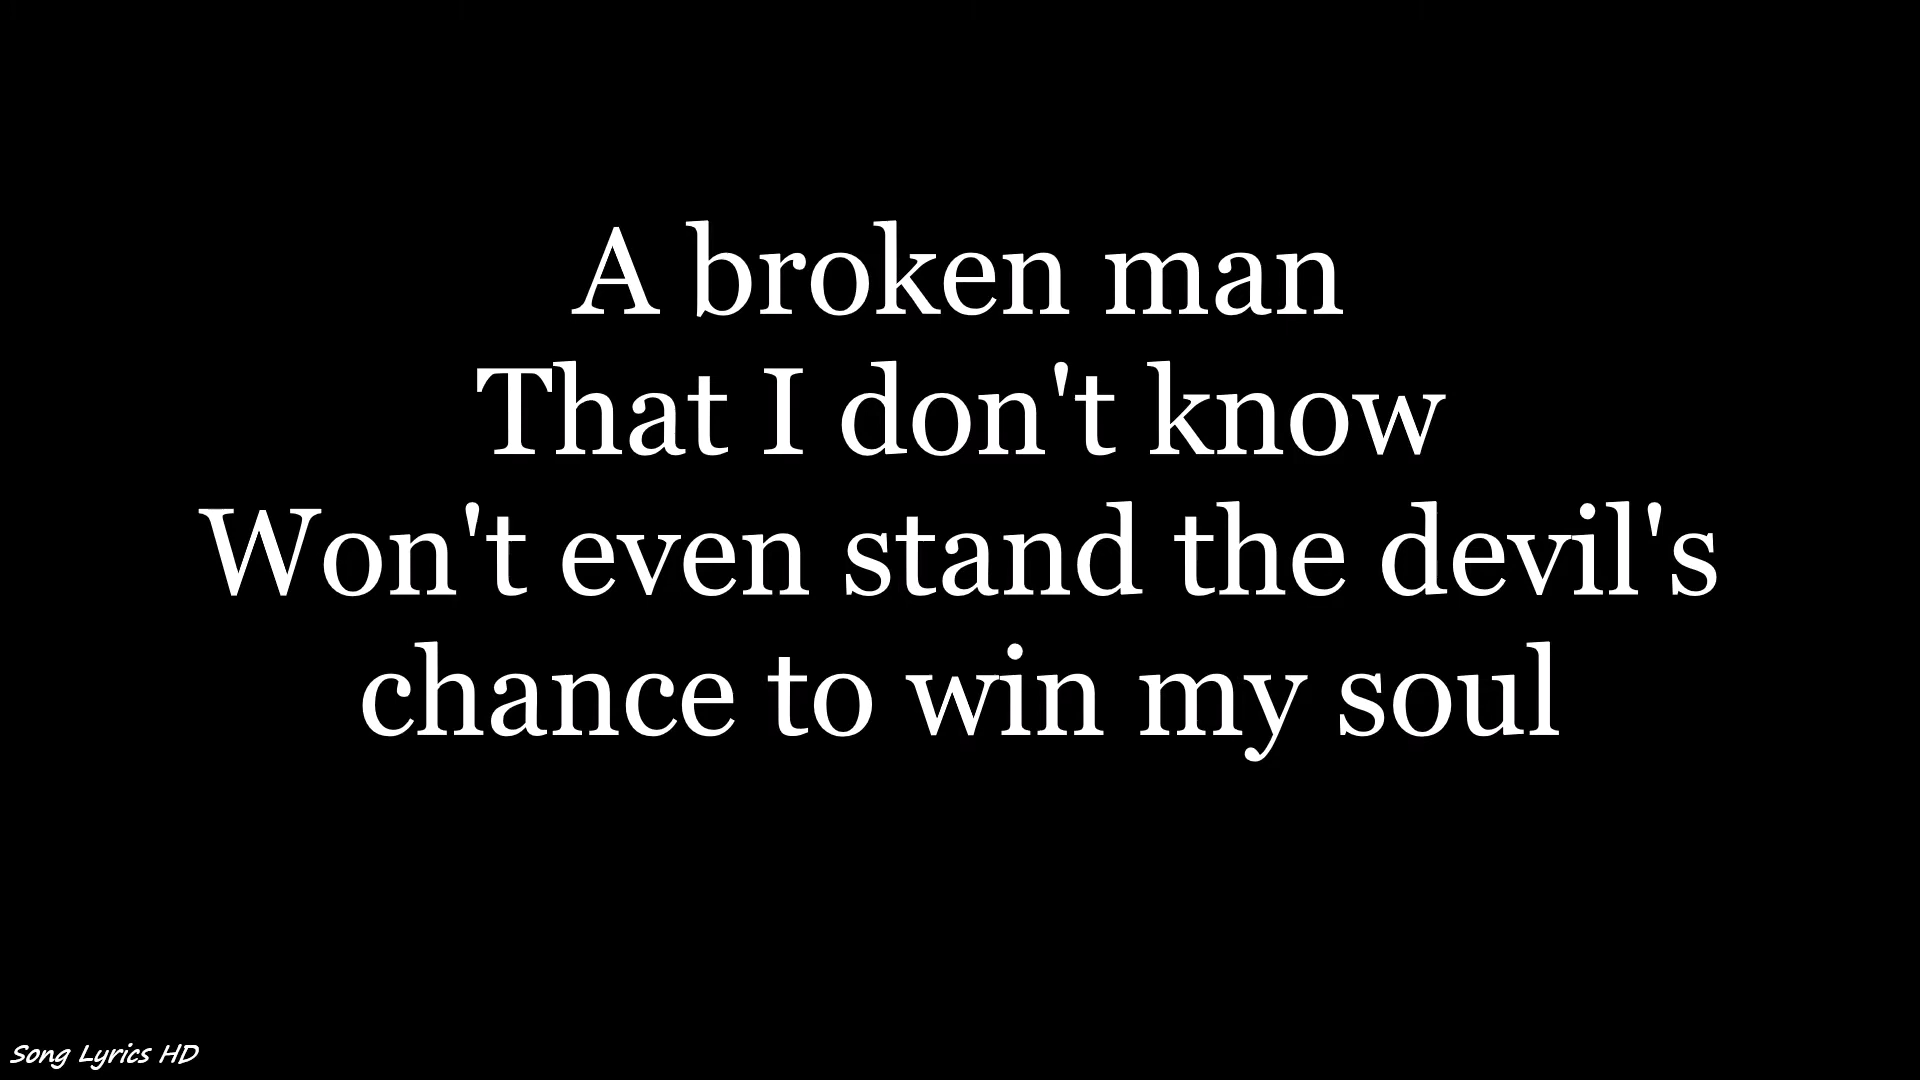 A broken man
That I don't know
Won't even stand the devil's
chance to win my soul
Song Lyrics HD